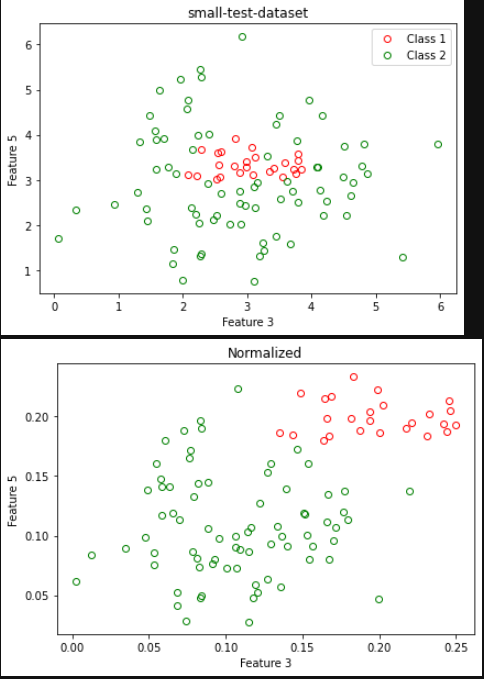 small-test-dataset
Class 1
Class 2
Feature 5
6
5
4
3
2
1
0 1 2 3 4 5 6
Feature 3
Normalized
Feature 5
0.20
0.15
0.10
0.05
0.00 0.05 0.10 0.15 0.20 0.25
Feature 3